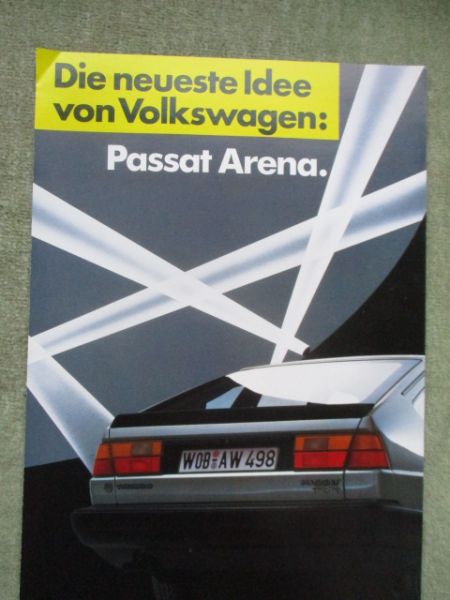 Die neueste Idee
von Volkswagen:
Passat Arena.
WOB AW 498